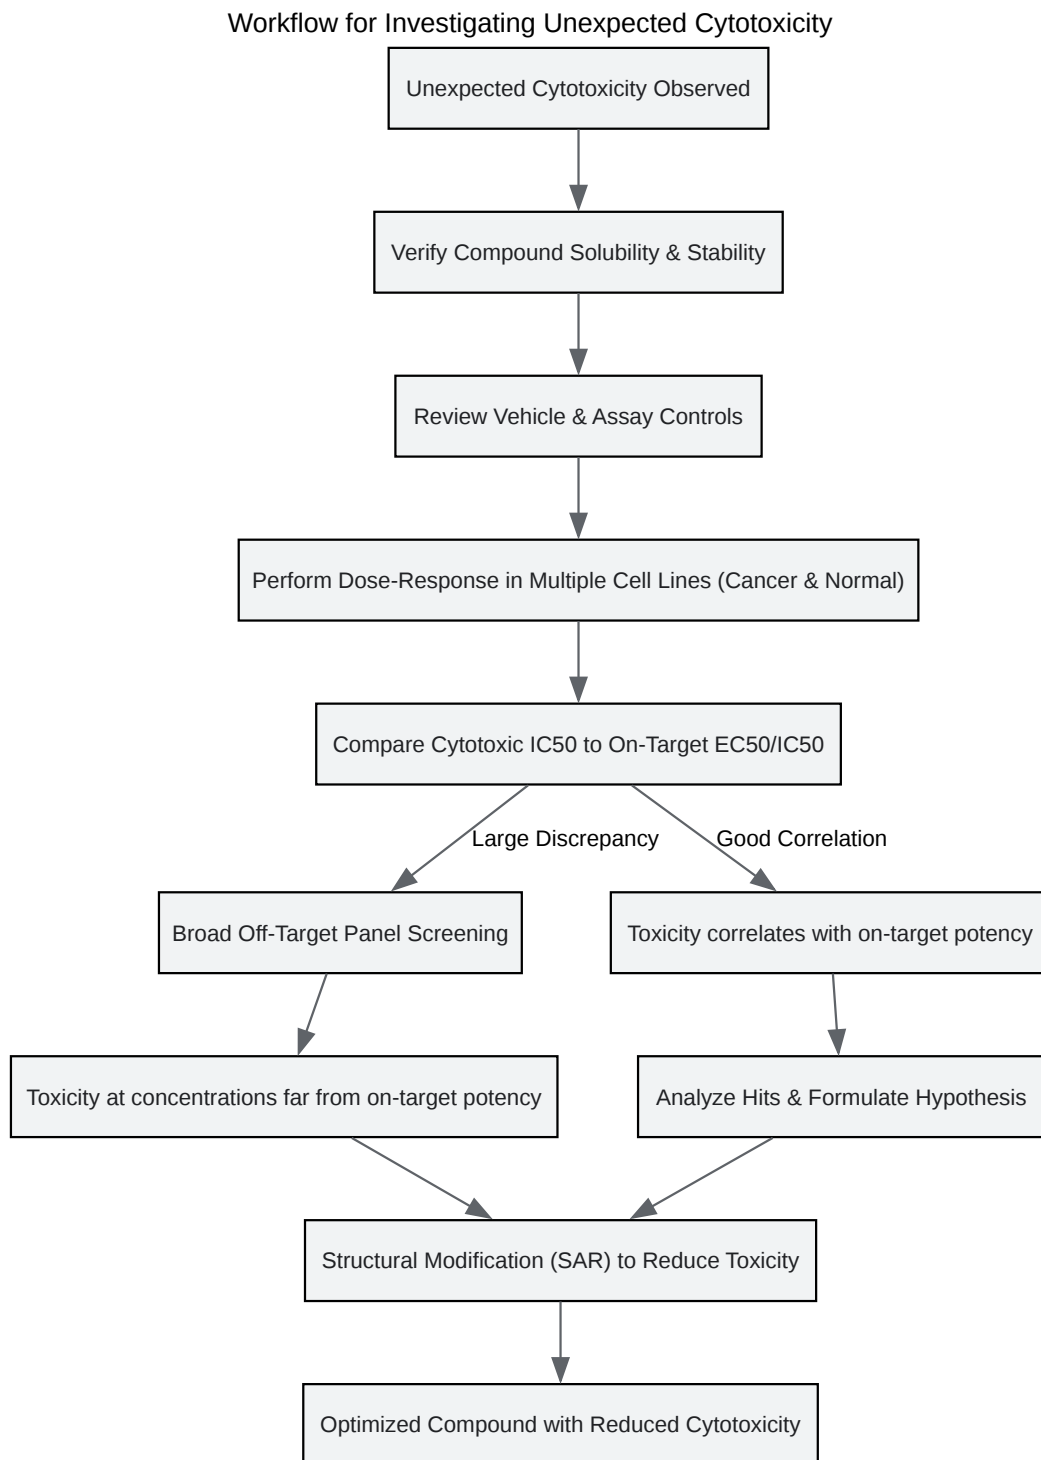 Workflow for Investigating Unexpected Cytotoxicity
Unexpected Cytotoxicity Observed
Verify Compound Solubility & Stability
Review Vehicle & Assay Controls
Perform Dose-Response in Multiple Cell Lines (Cancer & Normal)
Compare Cytotoxic IC50 to On-Target EC50/IC50
Large Discrepancy
Good Correlation
Broad Off-Target Panel Screening
Toxicity correlates with on-target potency
Toxicity at concentrations far from on-target potency
Analyze Hits & Formulate Hypothesis
Structural Modification (SAR) to Reduce Toxicity
Optimized Compound with Reduced Cytotoxicity